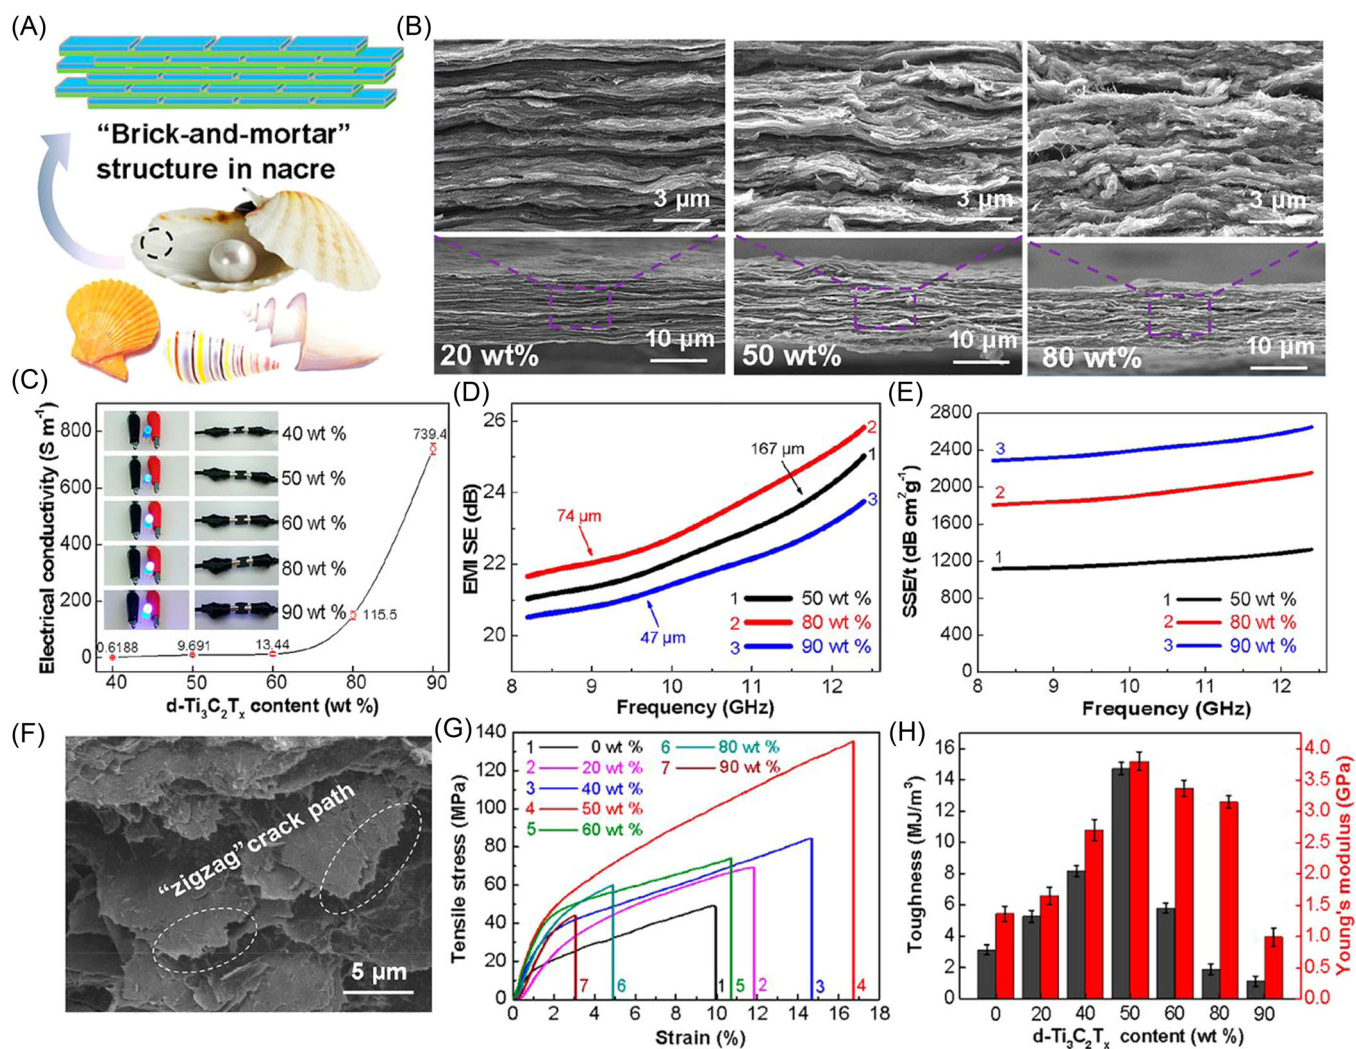 (A)
"Brick-and-mortar"
structure in nacre
(B)
3 µm
3 µm
3 µm
20 wt%
10 µm
50 wt%
10 µm
80 wt%
10 µm
(C)
Electrical conductivity (S m⁻¹)
800
600
400
200
0
40 wt %
50 wt %
60 wt %
80 wt %
90 wt %
739.4
115.5
0.6188
9.691
13.44
40
50
60
70
80
90
d-Ti₃C₂Tₓ content (wt %)
(D)
EMI SE (dB)
26
24
22
20
167 µm
74 µm
47 µm
2
1
3
1 50 wt %
2 80 wt %
3 90 wt %
8
9
10
11
12
Frequency (GHz)
(E)
SSE/t (dB cm²g⁻¹)
2800
2400
2000
1600
1200
800
400
0
3
2
1
1 50 wt %
2 80 wt %
3 90 wt %
8
9
10
11
12
Frequency (GHz)
(F)
"zigzag" crack path
5 µm
(G)
Tensile stress (MPa)
140
120
100
80
60
40
20
0
1 0 wt %
2 20 wt %
3 40 wt %
4 50 wt %
5 60 wt %
6 80 wt %
7 90 wt %
7
6
1
5
2
3
4
0
2
4
6
8
10
12
14
16
18
Strain (%)
(H)
Toughness (MJ/m³)
16
14
12
10
8
6
4
2
0
4.0
3.5
3.0
2.5
2.0
1.5
1.0
0.5
0.0
Young's modulus (GPa)
0
20
40
50
60
80
90
d-Ti₃C₂Tₓ content (wt %)